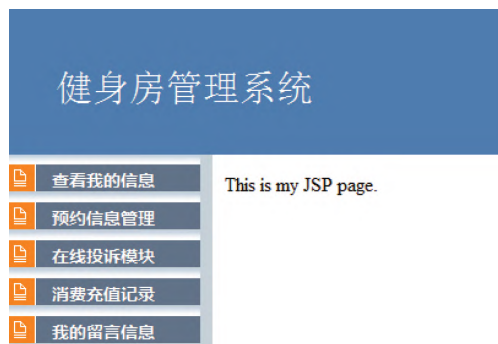 健身房管理系统
查看我的信息
This is my JSP page.
预约信息管理
在线投诉模块
消费充值记录
我的留言信息